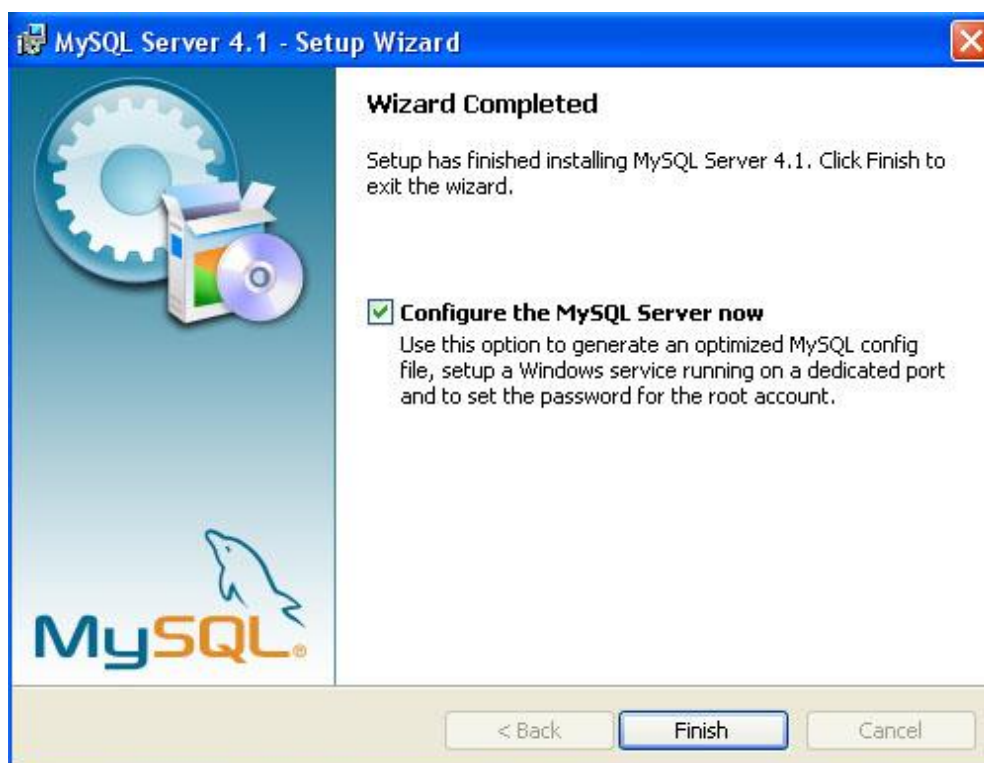 MySQL Server 4.1 - Setup Wizard
Wizard Completed
Setup has finished installing MySQL Server 4.1. Click Finish to
exit the wizard.
Configure the MySQL Server now
Use this option to generate an optimized MySQL config
file, setup a Windows service running on a dedicated port
and to set the password for the root account.
MySQL®
< Back
Finish
Cancel